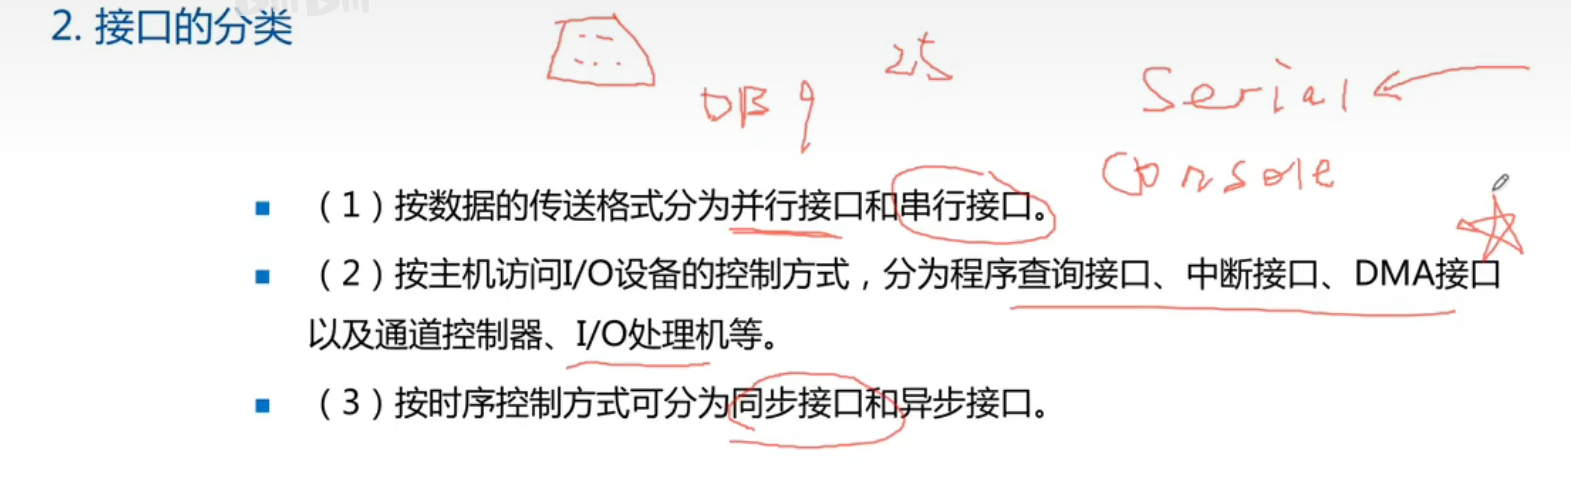 2. 接口的分类
25
DB 9
Serial
Console
（1）按数据的传送格式分为并行接口和串行接口。
（2）按主机访问I/O设备的控制方式，分为程序查询接口、中断接口、DMA接口
以及通道控制器、I/O处理机等。
（3）按时序控制方式可分为同步接口和异步接口。